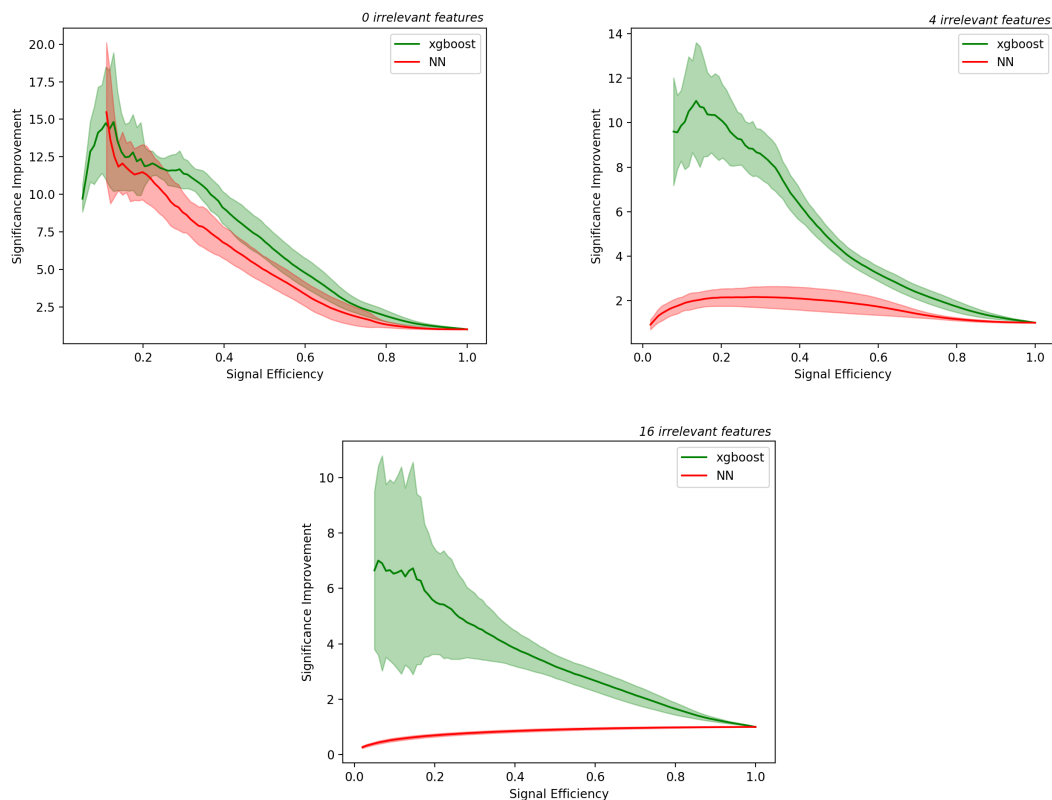 0 irrelevant features
20.0
17.5
15.0
12.5
10.0
7.5
5.0
2.5
Significance Improvement
xgboost
NN
0.2 0.4 0.6 0.8 1.0
Signal Efficiency
4 irrelevant features
14
12
10
8
6
4
2
Significance Improvement
xgboost
NN
0.0 0.2 0.4 0.6 0.8 1.0
Signal Efficiency
16 irrelevant features
10
8
6
4
2
0
Significance Improvement
xgboost
NN
0.0 0.2 0.4 0.6 0.8 1.0
Signal Efficiency